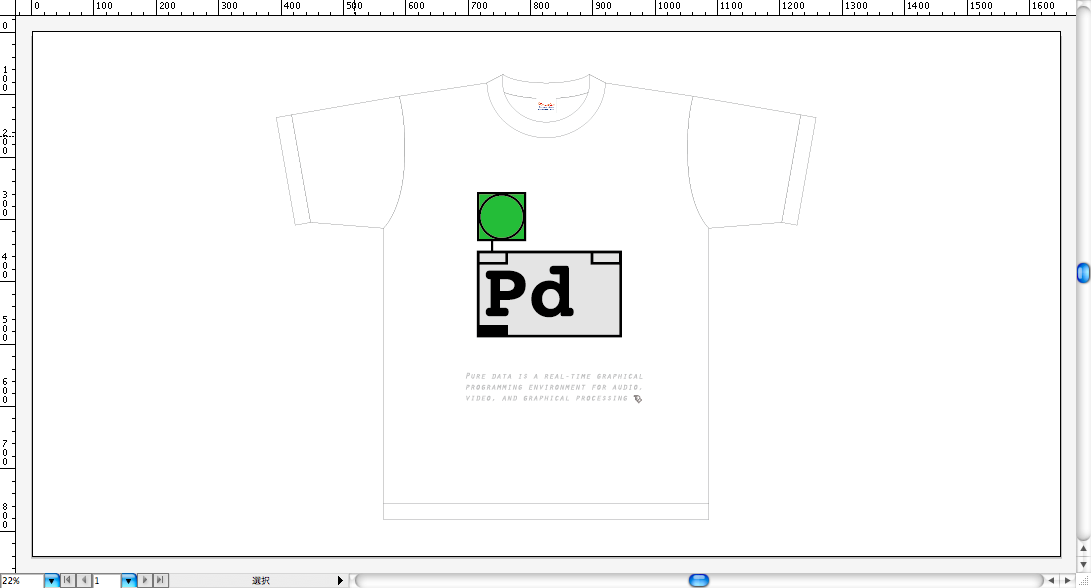 0 100 200 300 400 500 600 700 800 900 1000 1100 1200 1300 1400 1500 1600
0
100
200
300
400
500
600
700
800
Pd
PURE DATA IS A REAL-TIME GRAPHICAL
PROGRAMMING ENVIRONMENT FOR AUDIO,
VIDEO, AND GRAPHICAL PROCESSING
22% 1 選択